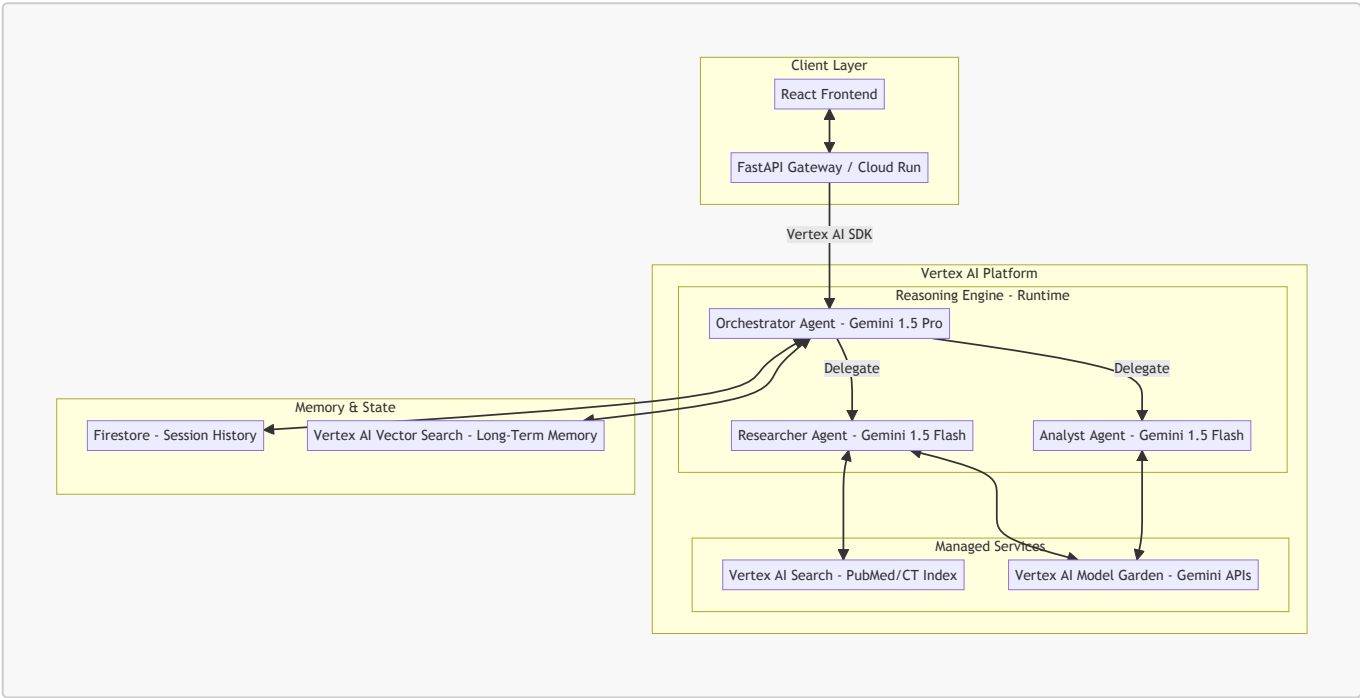 Client Layer
React Frontend
FastAPI Gateway / Cloud Run
Vertex AI SDK
Vertex AI Platform
Reasoning Engine - Runtime
Orchestrator Agent - Gemini 1.5 Pro
Delegate
Delegate
Memory & State
Firestore - Session History
Vertex AI Vector Search - Long-Term Memory
Researcher Agent - Gemini 1.5 Flash
Analyst Agent - Gemini 1.5 Flash
Managed Services
Vertex AI Search - PubMed/CT Index
Vertex AI Model Garden - Gemini APIs